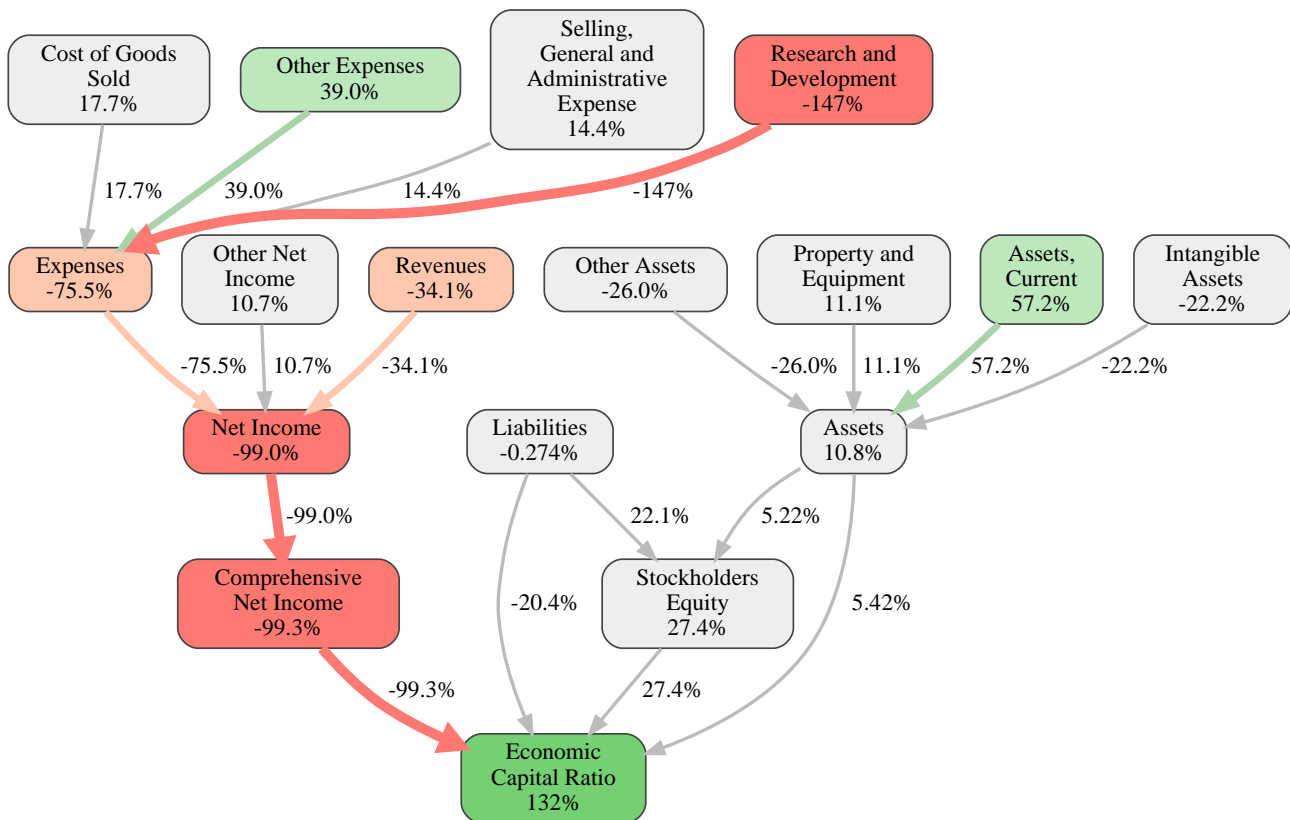 Cost of Goods
Sold
17.7%
Other Expenses
39.0%
Selling,
General and
Administrative
Expense
14.4%
Research and
Development
-147%
17.7%
39.0%
14.4%
-147%
Expenses
-75.5%
Other Net
Income
10.7%
Revenues
-34.1%
Other Assets
-26.0%
Property and
Equipment
11.1%
Assets,
Current
57.2%
Intangible
Assets
-22.2%
-75.5%
10.7%
-34.1%
-26.0%
11.1%
57.2%
-22.2%
Net Income
-99.0%
Liabilities
-0.274%
Assets
10.8%
-99.0%
22.1%
5.22%
Comprehensive
Net Income
-99.3%
-20.4%
Stockholders
Equity
27.4%
5.42%
-99.3%
27.4%
Economic
Capital Ratio
132%